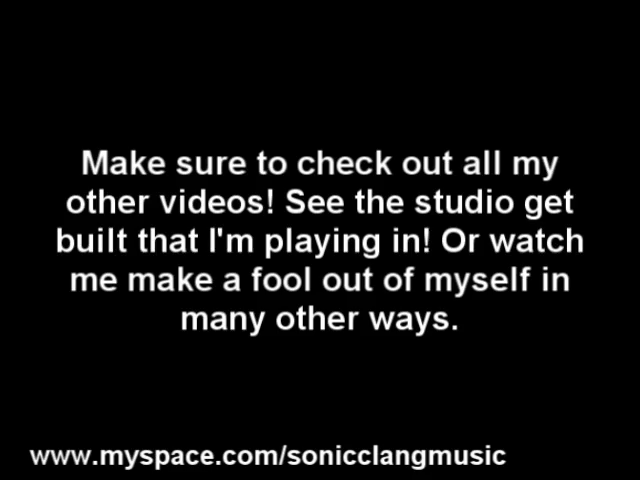 Make sure to check out all my
other videos! See the studio get
built that I'm playing in! Or watch
me make a fool out of myself in
many other ways.
www.myspace.com/sonicclangmusic